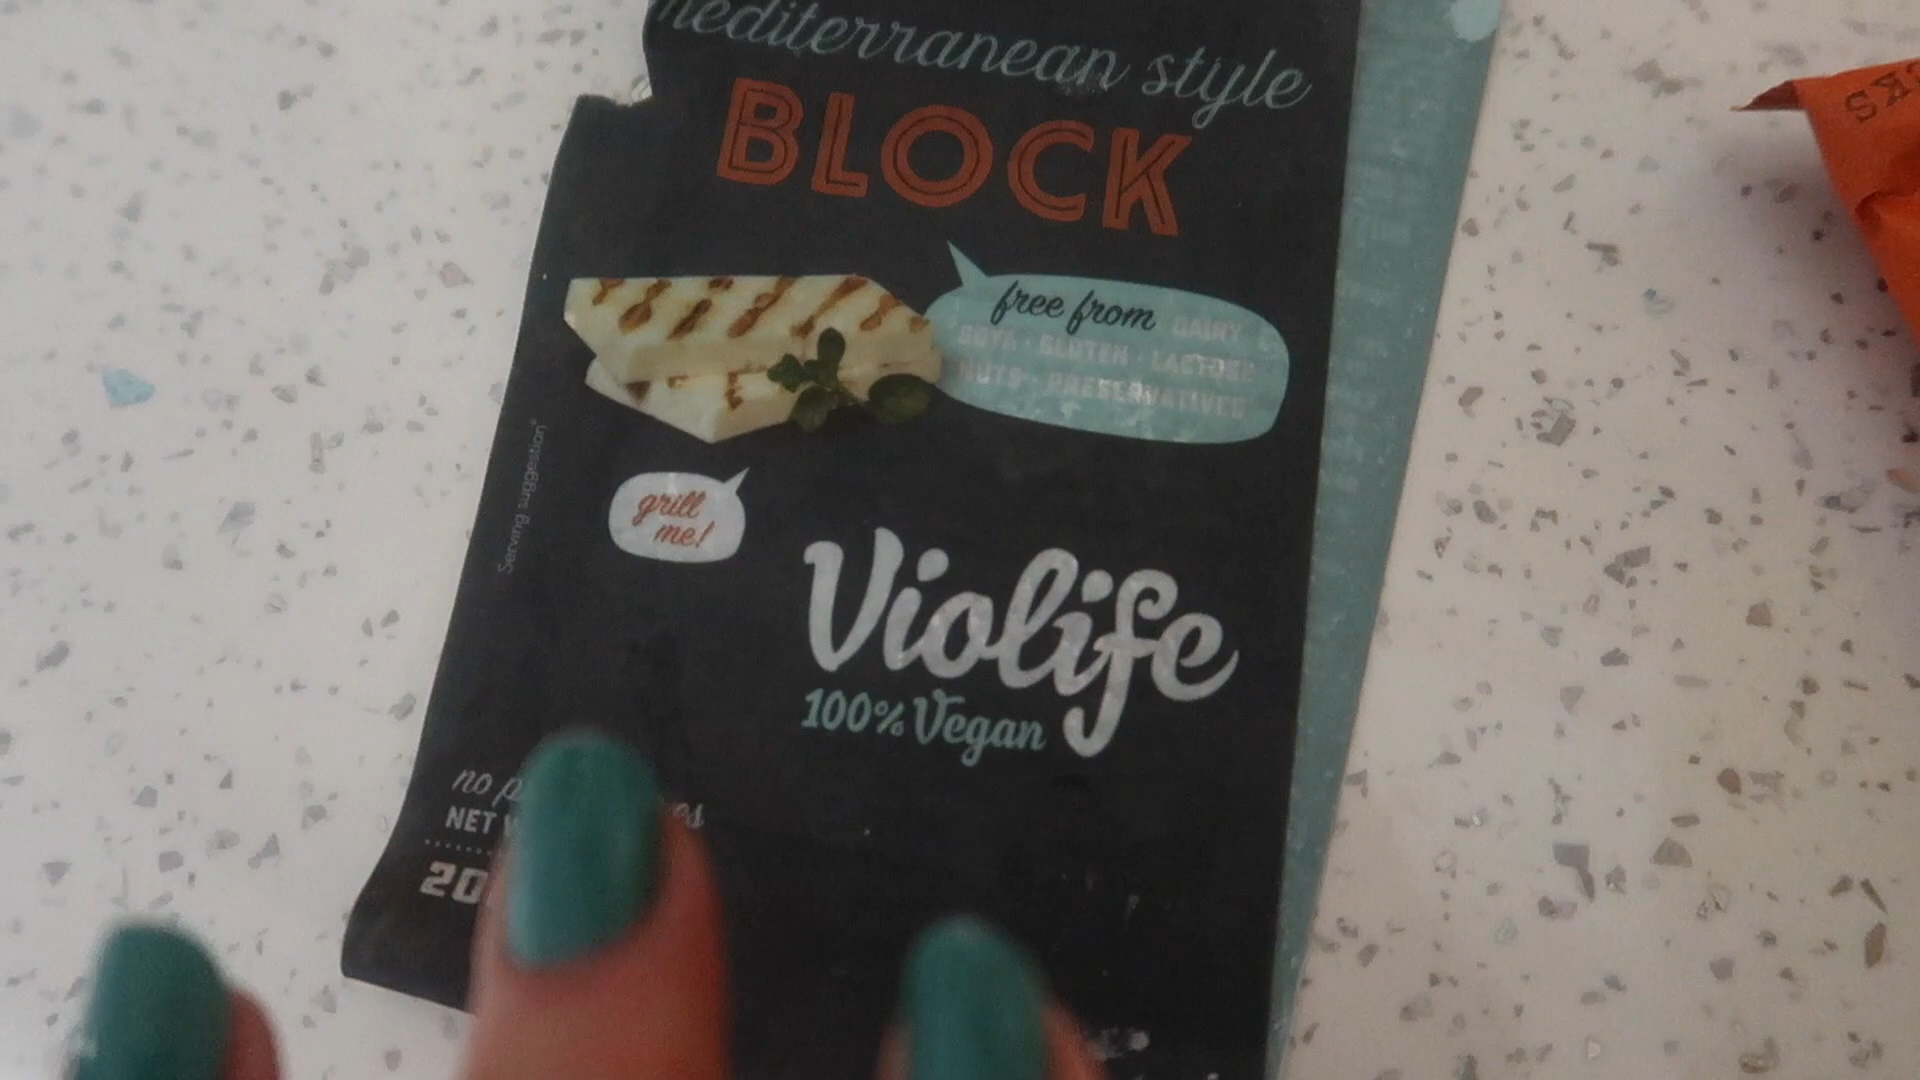 mediterranean style
BLOCK
free from DAIRY
SOYA · GLUTEN · LACTOSE
NUTS · PRESERVATIVES
Serving suggestion*
grill
me!
Violife
100% Vegan
no
NET